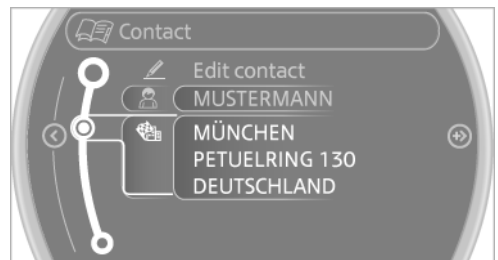 Contact
Edit contact
MUSTERMANN
MÜNCHEN
PETUELRING 130
DEUTSCHLAND